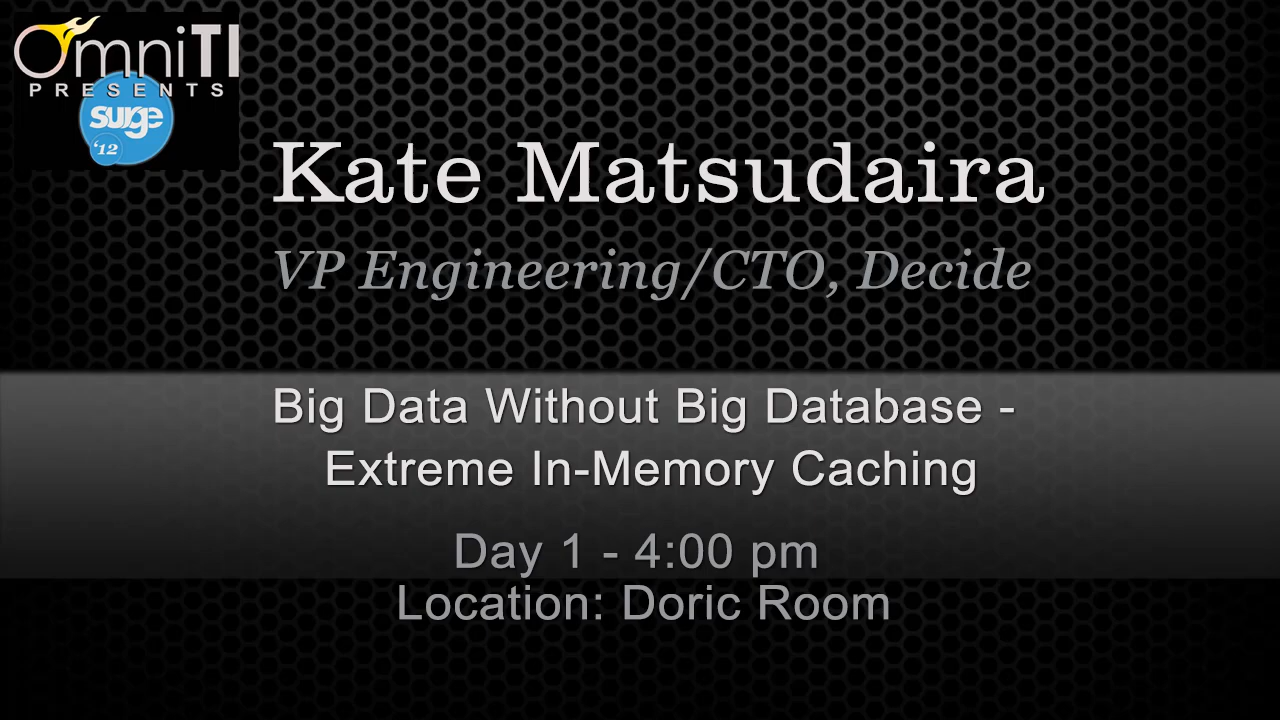 OmniTI
PRESENTS
surge
'12
Kate Matsudaira
VP Engineering/CTO, Decide
Big Data Without Big Database -
Extreme In-Memory Caching
Day 1 - 4:00 pm
Location: Doric Room